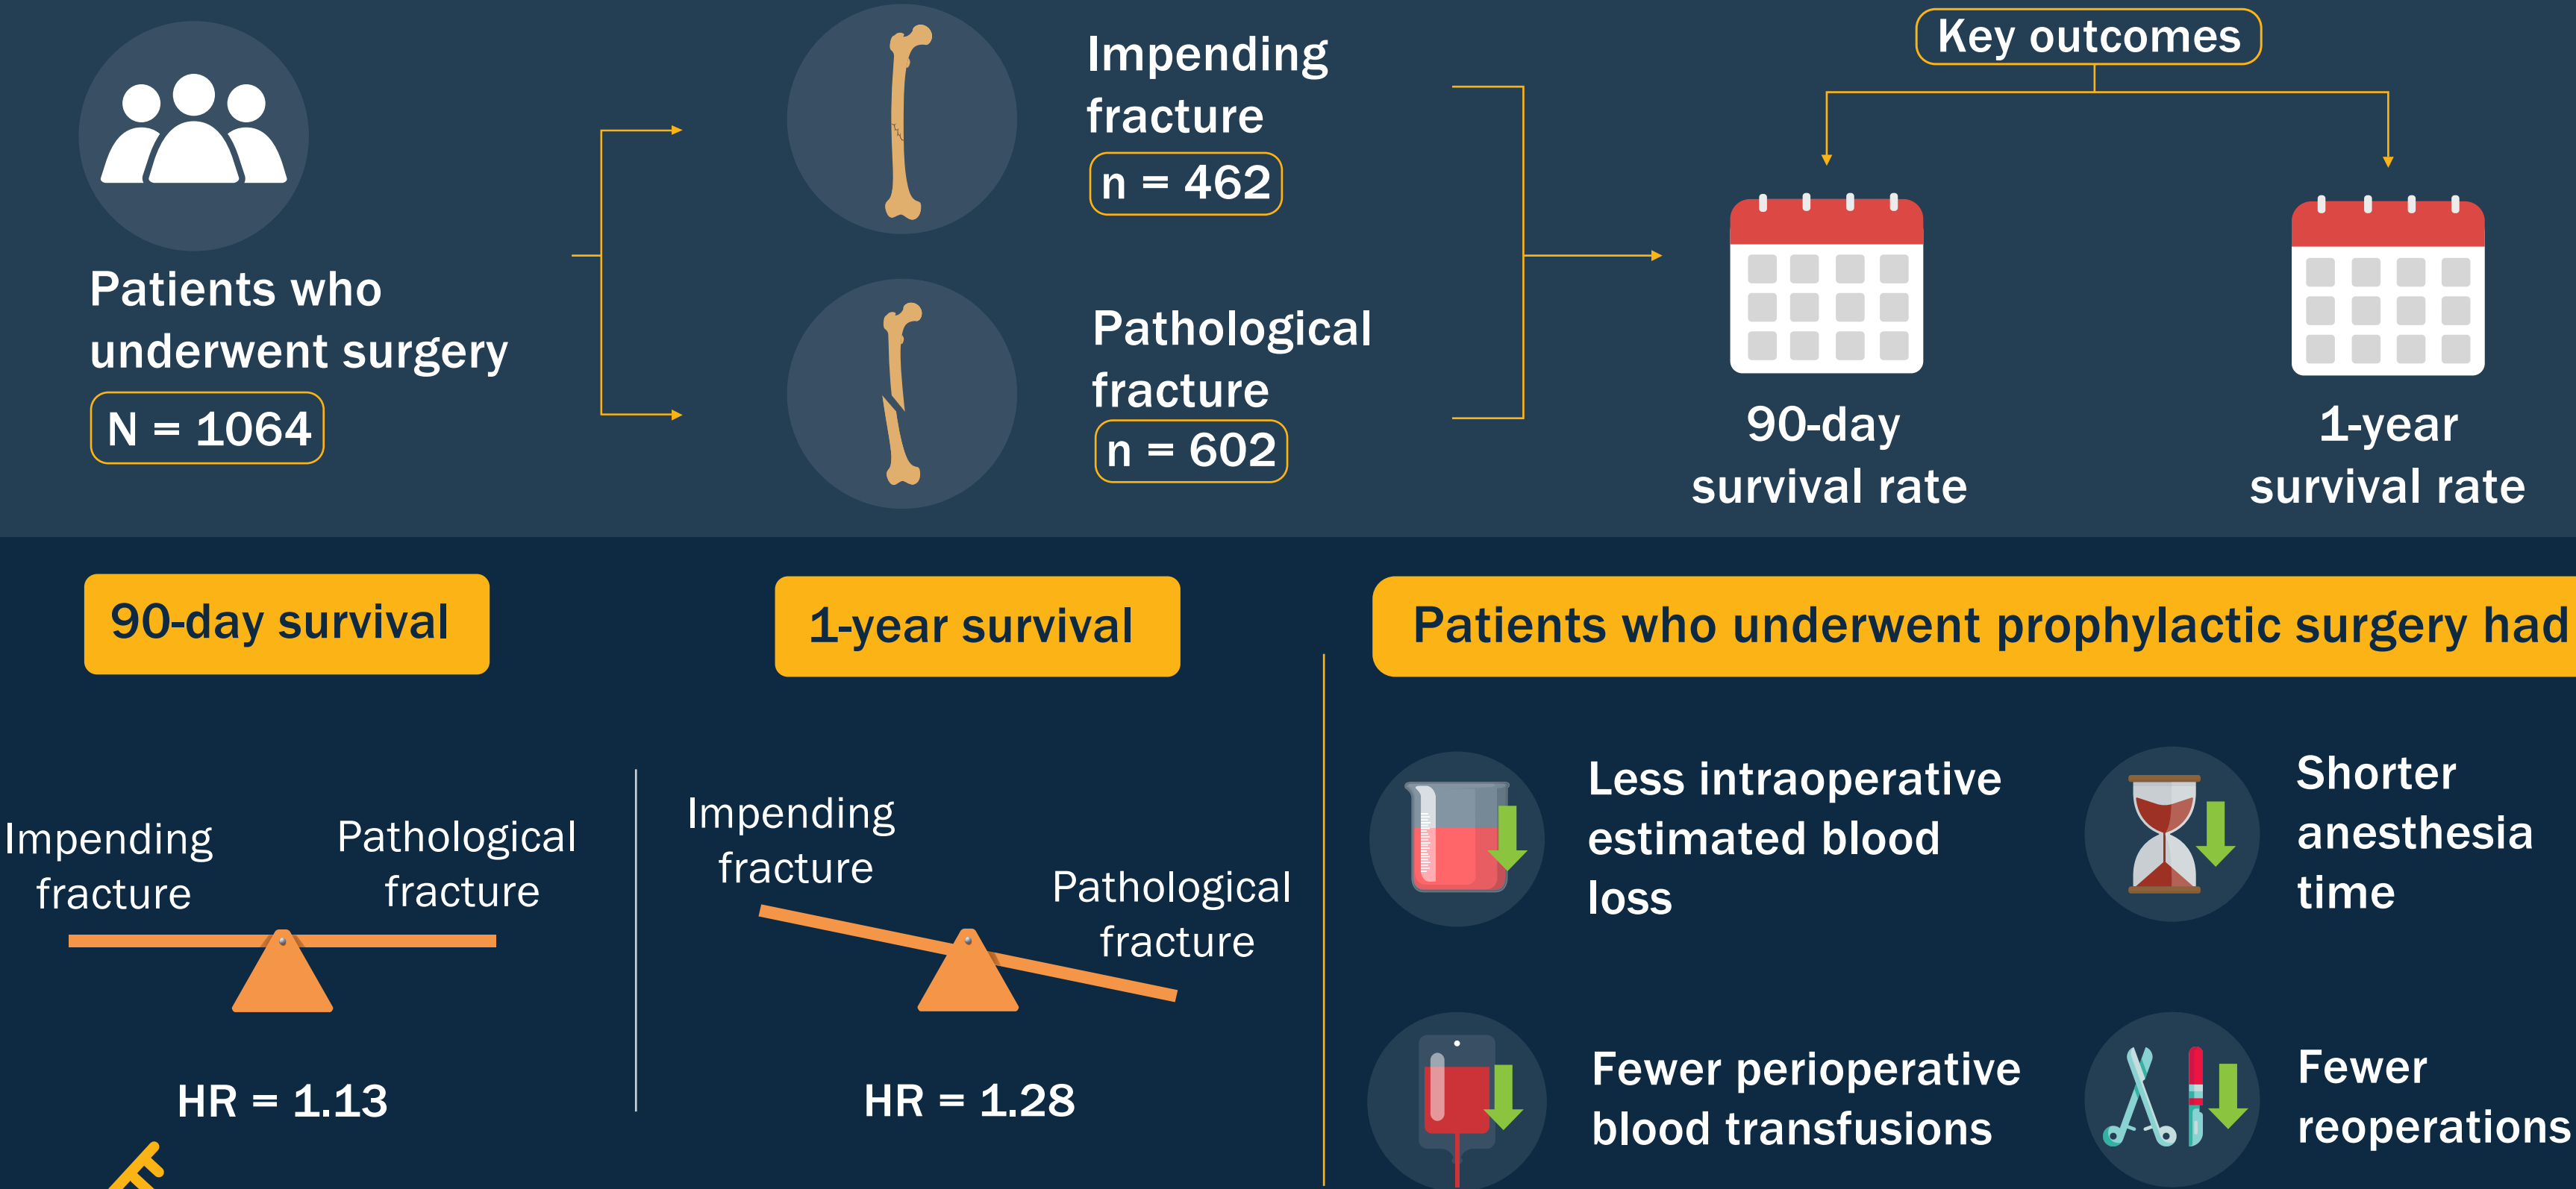 Patients who
underwent surgery
N = 1064
Impending
fracture
n = 462
Pathological
fracture
n = 602
Key outcomes
90-day
survival rate
1-year
survival rate
90-day survival
Impending
fracture
Pathological
fracture
HR = 1.13
1-year survival
Impending
fracture
Pathological
fracture
HR = 1.28
Patients who underwent prophylactic surgery had
Less intraoperative
estimated blood
loss
Shorter
anesthesia
time
Fewer perioperative
blood transfusions
Fewer
reoperations